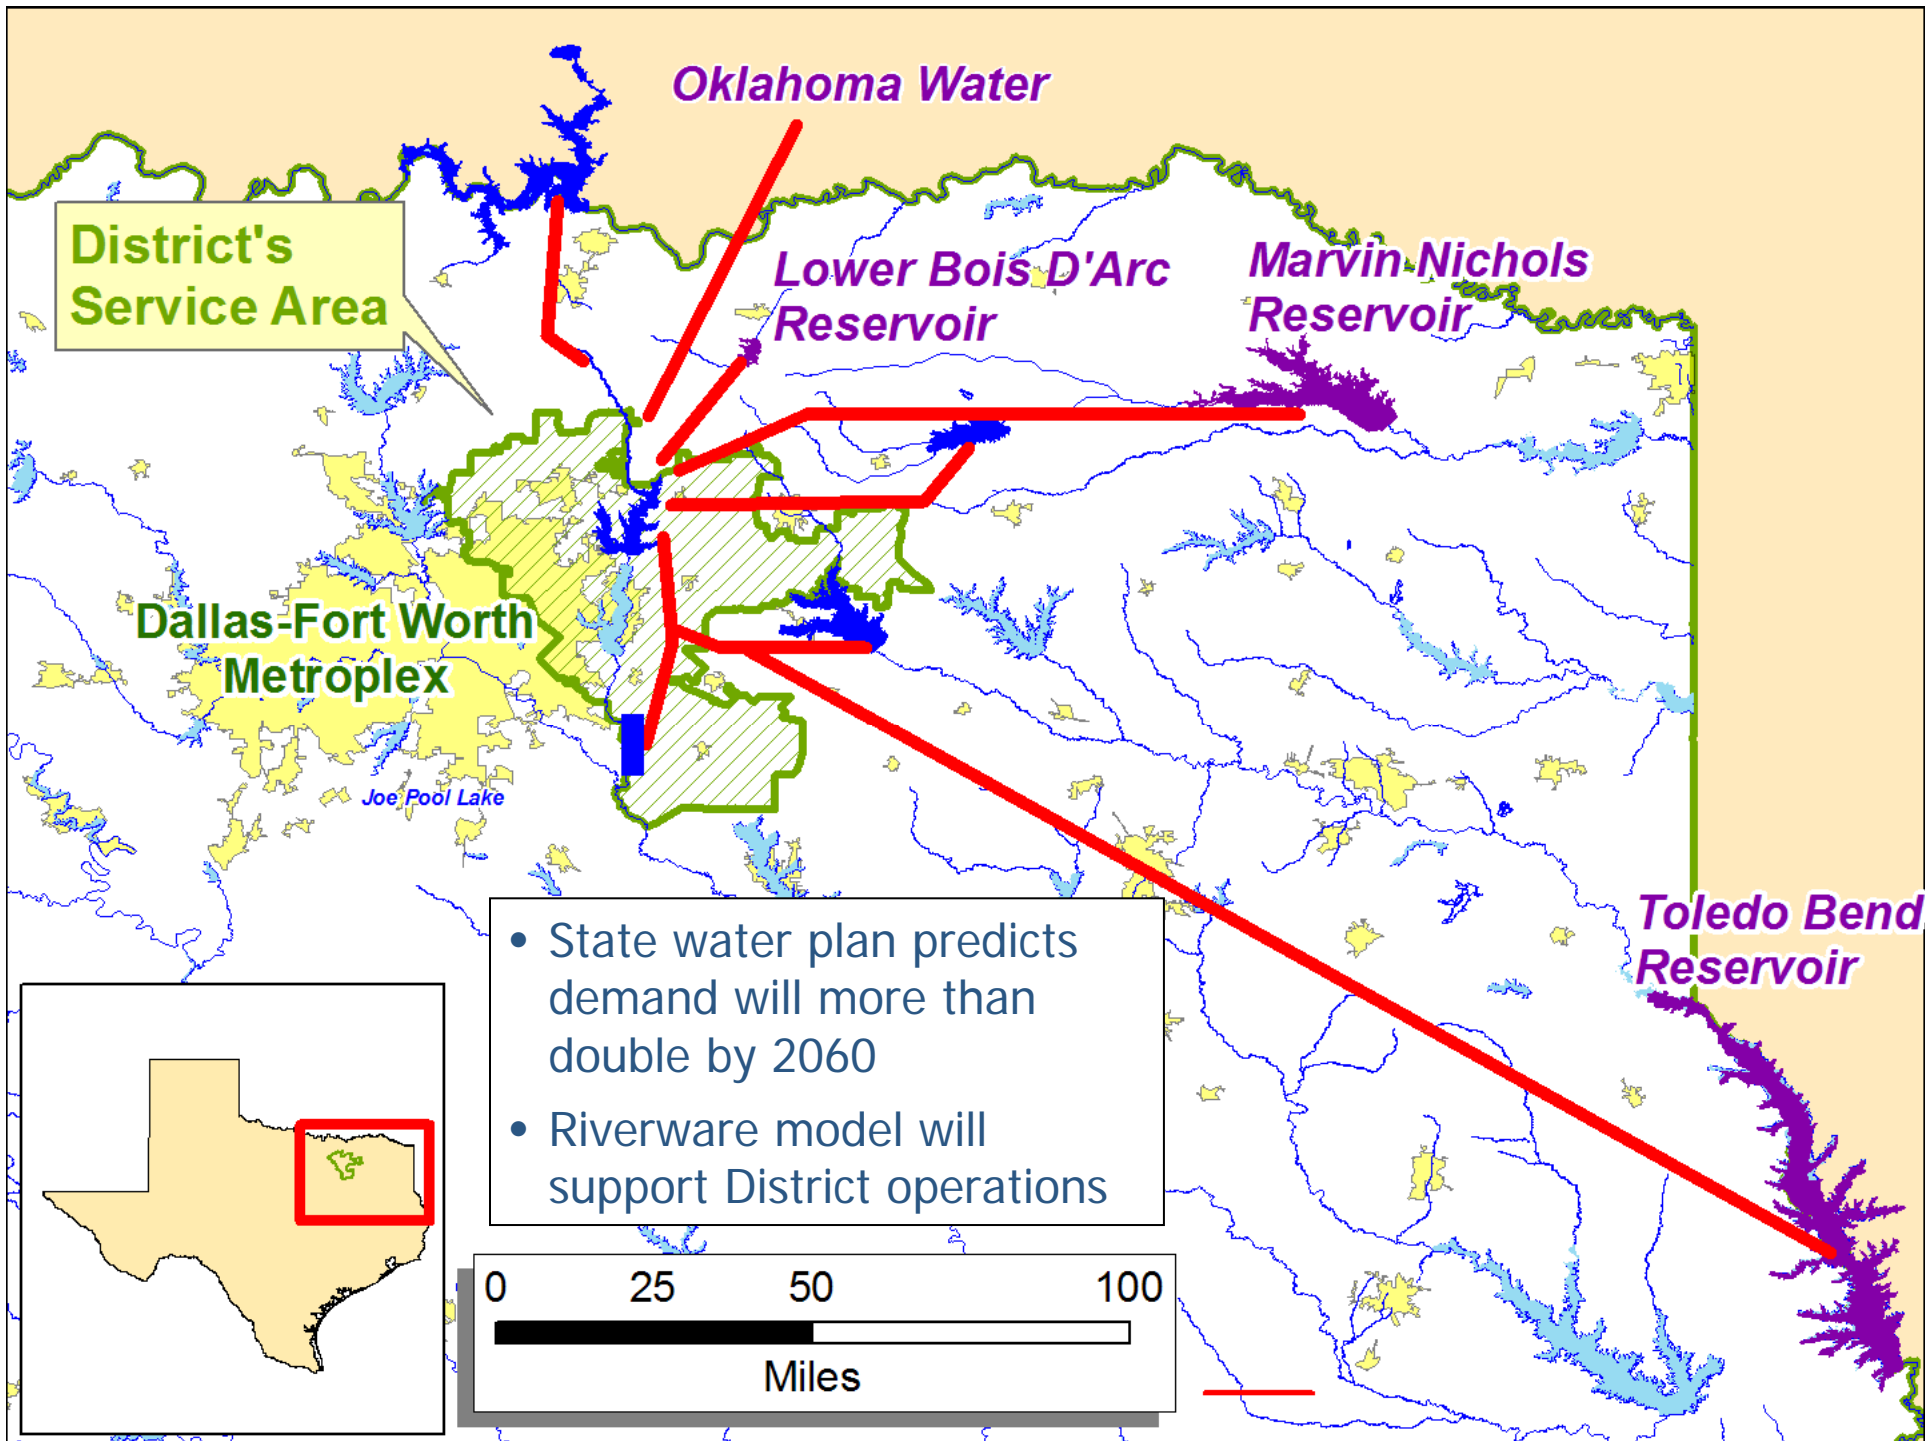 Oklahoma Water
District's
Service Area
Lower Bois D'Arc
Reservoir
Marvin Nichols
Reservoir
Dallas-Fort Worth
Metroplex
Joe Pool Lake
Toledo Bend
Reservoir
• State water plan predicts
demand will more than
double by 2060
• Riverware model will
support District operations
0 25 50 100
Miles